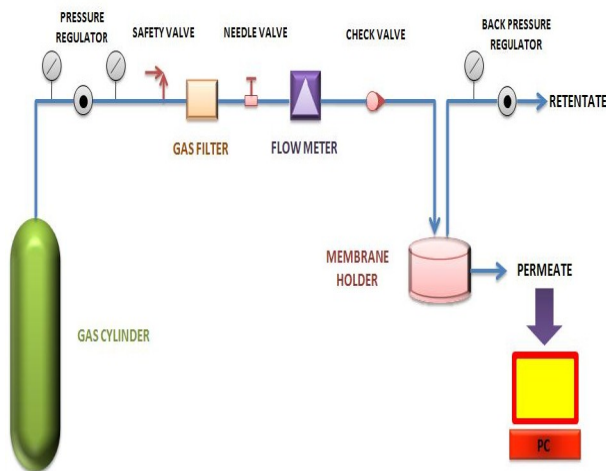 PRESSURE
REGULATOR
SAFETY VALVE
NEEDLE VALVE
CHECK VALVE
BACK PRESSURE
REGULATOR
RETENTATE
GAS FILTER
FLOW METER
MEMBRANE
HOLDER
PERMEATE
GAS CYLINDER
PC